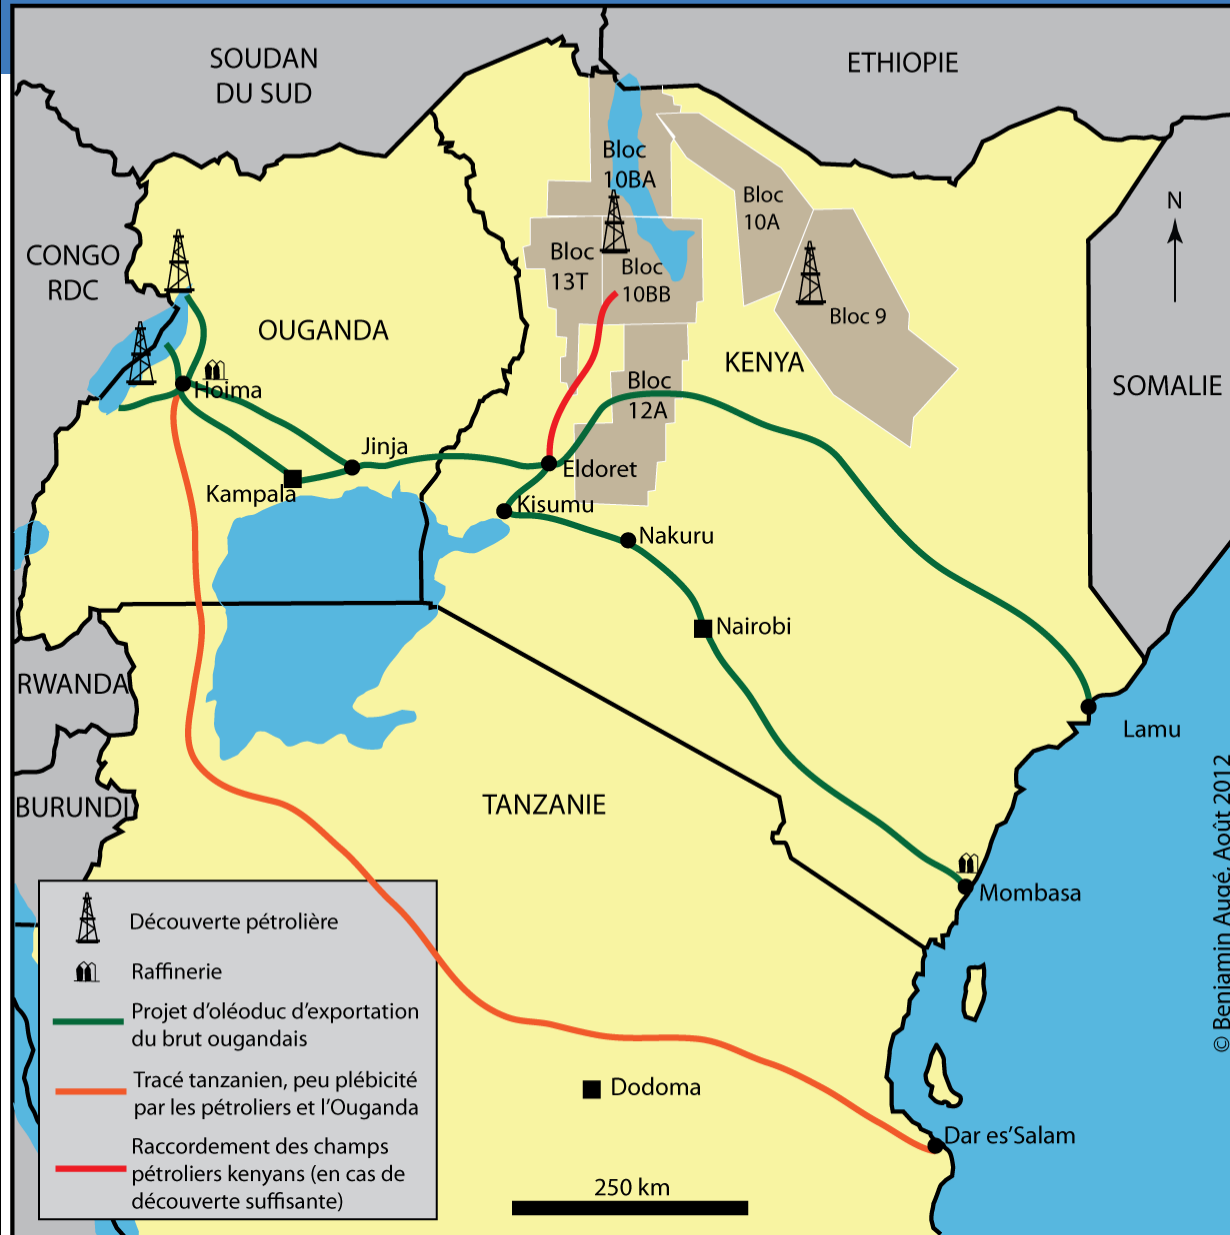 SOUDAN
DU SUD
ETHIOPIE
Bloc
10BA
Bloc
10A
N
CONGO
RDC
Bloc
13T
Bloc
10BB
Bloc 9
OUGANDA
KENYA
SOMALIE
Bloc
12A
Hoima
Jinja
Kampala
Eldoret
Kisumu
Nakuru
Nairobi
RWANDA
Lamu
BURUNDI
TANZANIE
Mombasa
Découverte pétrolière
Raffinerie
Projet d'oléoduc d'exportation
du brut ougandais
Tracé tanzanien, peu plébicité
par les pétroliers et l'Ouganda
Raccordement des champs
pétroliers kenyans (en cas de
découverte suffisante)
Dodoma
Dar es'Salam
250 km
© Benjamin Augé, Août 2012